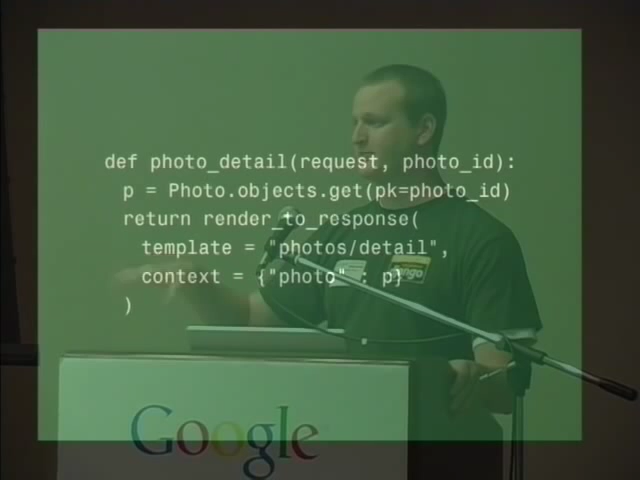 def photo_detail(request, photo_id):
p = Photo.objects.get(pk=photo_id)
return render_to_response(
template = "photos/detail",
context = {"photo" : p}
)
Google